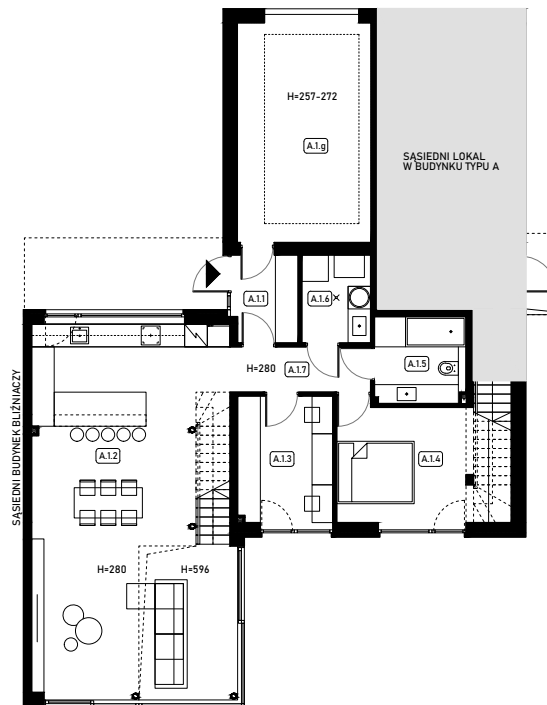 H=257-272
A.1.g
SĄSIEDNI LOKAL
W BUDYNKU TYPU A
A.1.1
A.1.6
A.1.5
H=280
A.1.7
SĄSIEDNI BUDYNEK BLIŹNIACZY
A.1.2
A.1.3
A.1.4
H=280
H=596